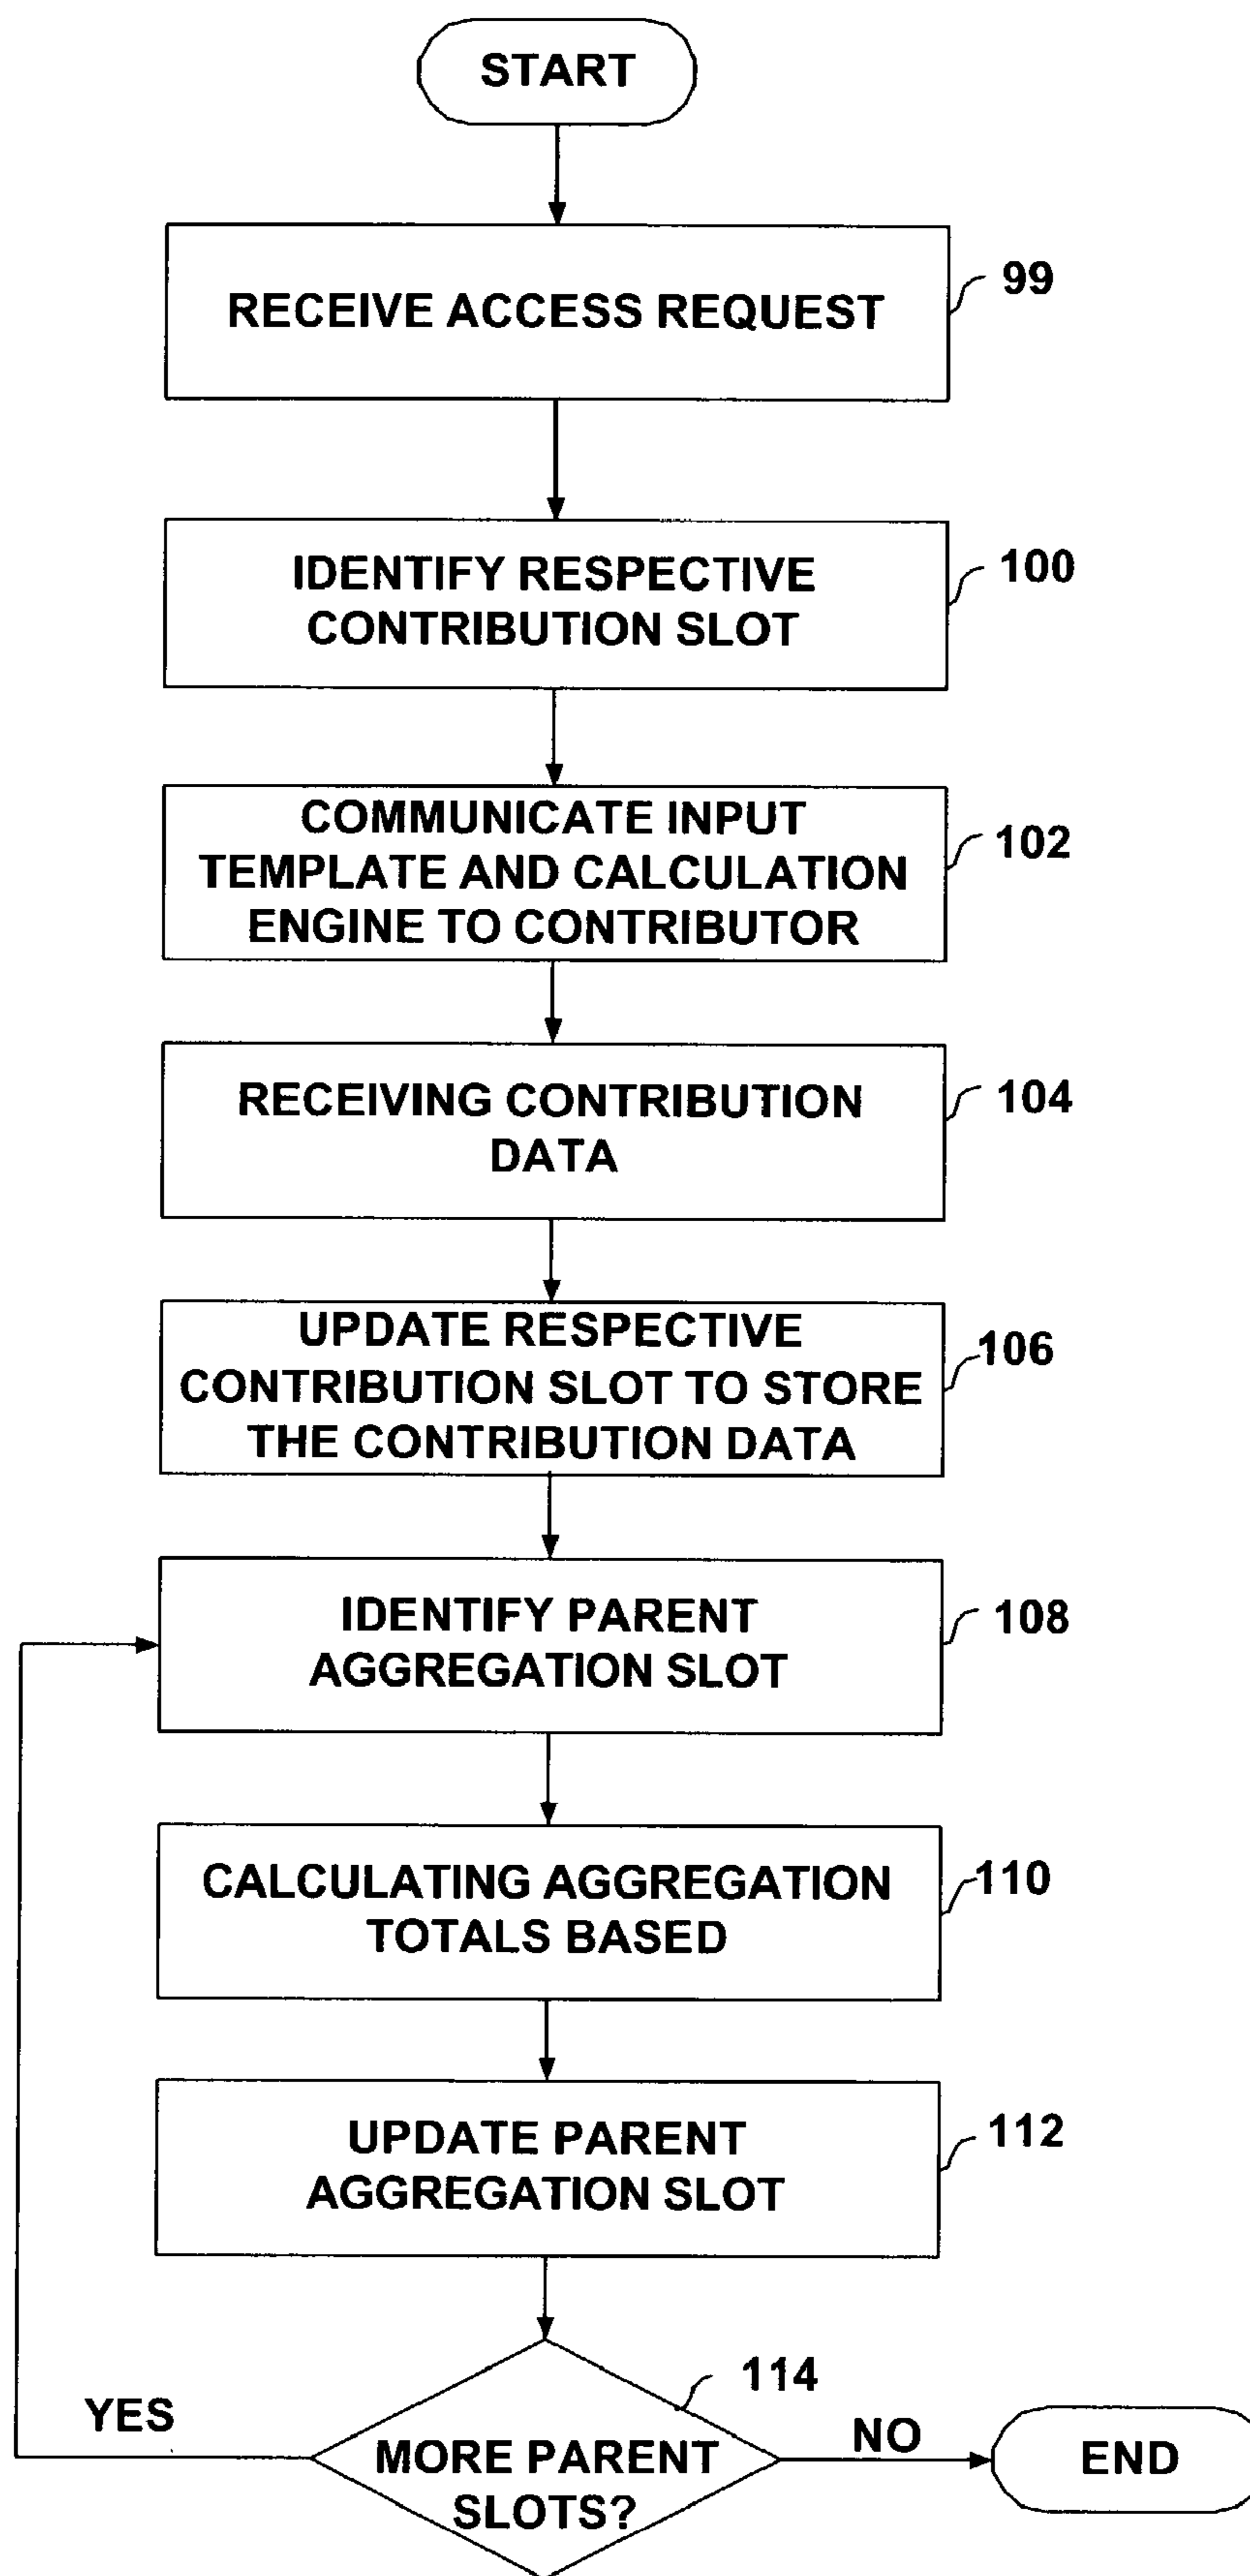 START
RECEIVE ACCESS REQUEST
99
IDENTIFY RESPECTIVE
CONTRIBUTION SLOT
100
COMMUNICATE INPUT
TEMPLATE AND CALCULATION
ENGINE TO CONTRIBUTOR
102
RECEIVING CONTRIBUTION
DATA
104
UPDATE RESPECTIVE
CONTRIBUTION SLOT TO STORE
THE CONTRIBUTION DATA
106
IDENTIFY PARENT
AGGREGATION SLOT
108
CALCULATING AGGREGATION
TOTALS BASED
110
UPDATE PARENT
AGGREGATION SLOT
112
114
YES
MORE PARENT
SLOTS?
NO
END